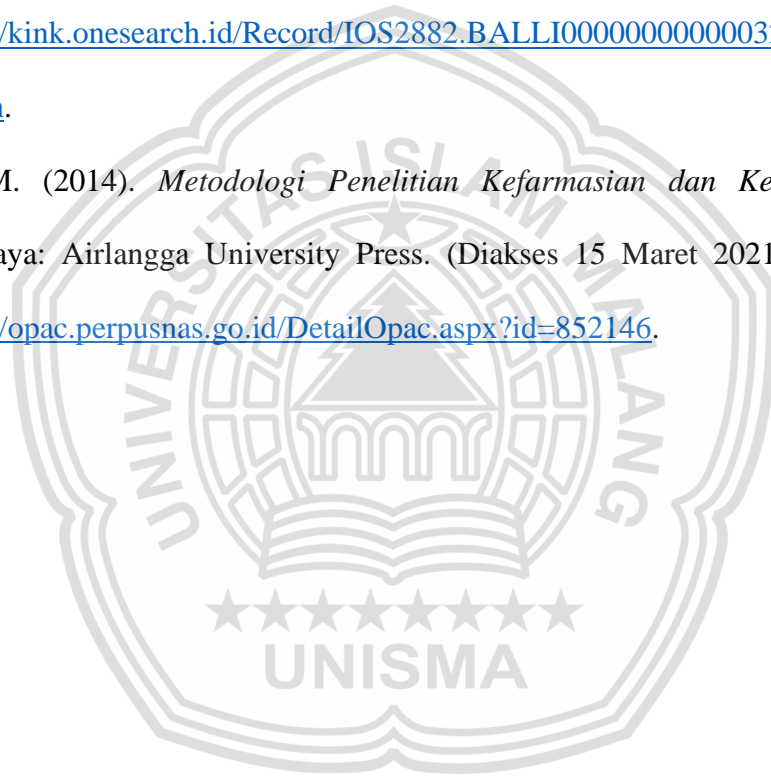 /kink.onesearch.id/Record/IOS2882.BALLI0000000000003
.
M. (2014). Metodologi Penelitian Kefarmasian dan Ke
aya: Airlangga University Press. (Diakses 15 Maret 2021
/opac.perpusnas.go.id/DetailOpac.aspx?id=852146.
UNIVERSITAS ISLAM MALANG
UNISMA